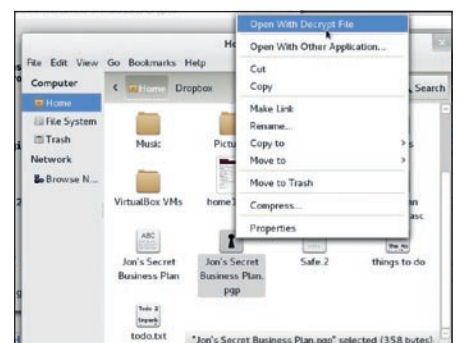 Open With Decrypt File
Open With Other Application...
Cut
Copy
Make Link
Rename...
Copy to >
Move to >
Move to Trash
Compress...
Properties
File Edit View Go Bookmarks Help
Computer
Home
File System
Trash
Network
Browse N...
< Home Dropbox
Search
Music
VirtualBox VMs
ABC
Jon's Secret
Business Plan
Jon's Secret
Business Plan.
pgp
Safe.2
things to do
todo.txt
"Jon's Secret Business Plan.pgp" selected (358 bytes)